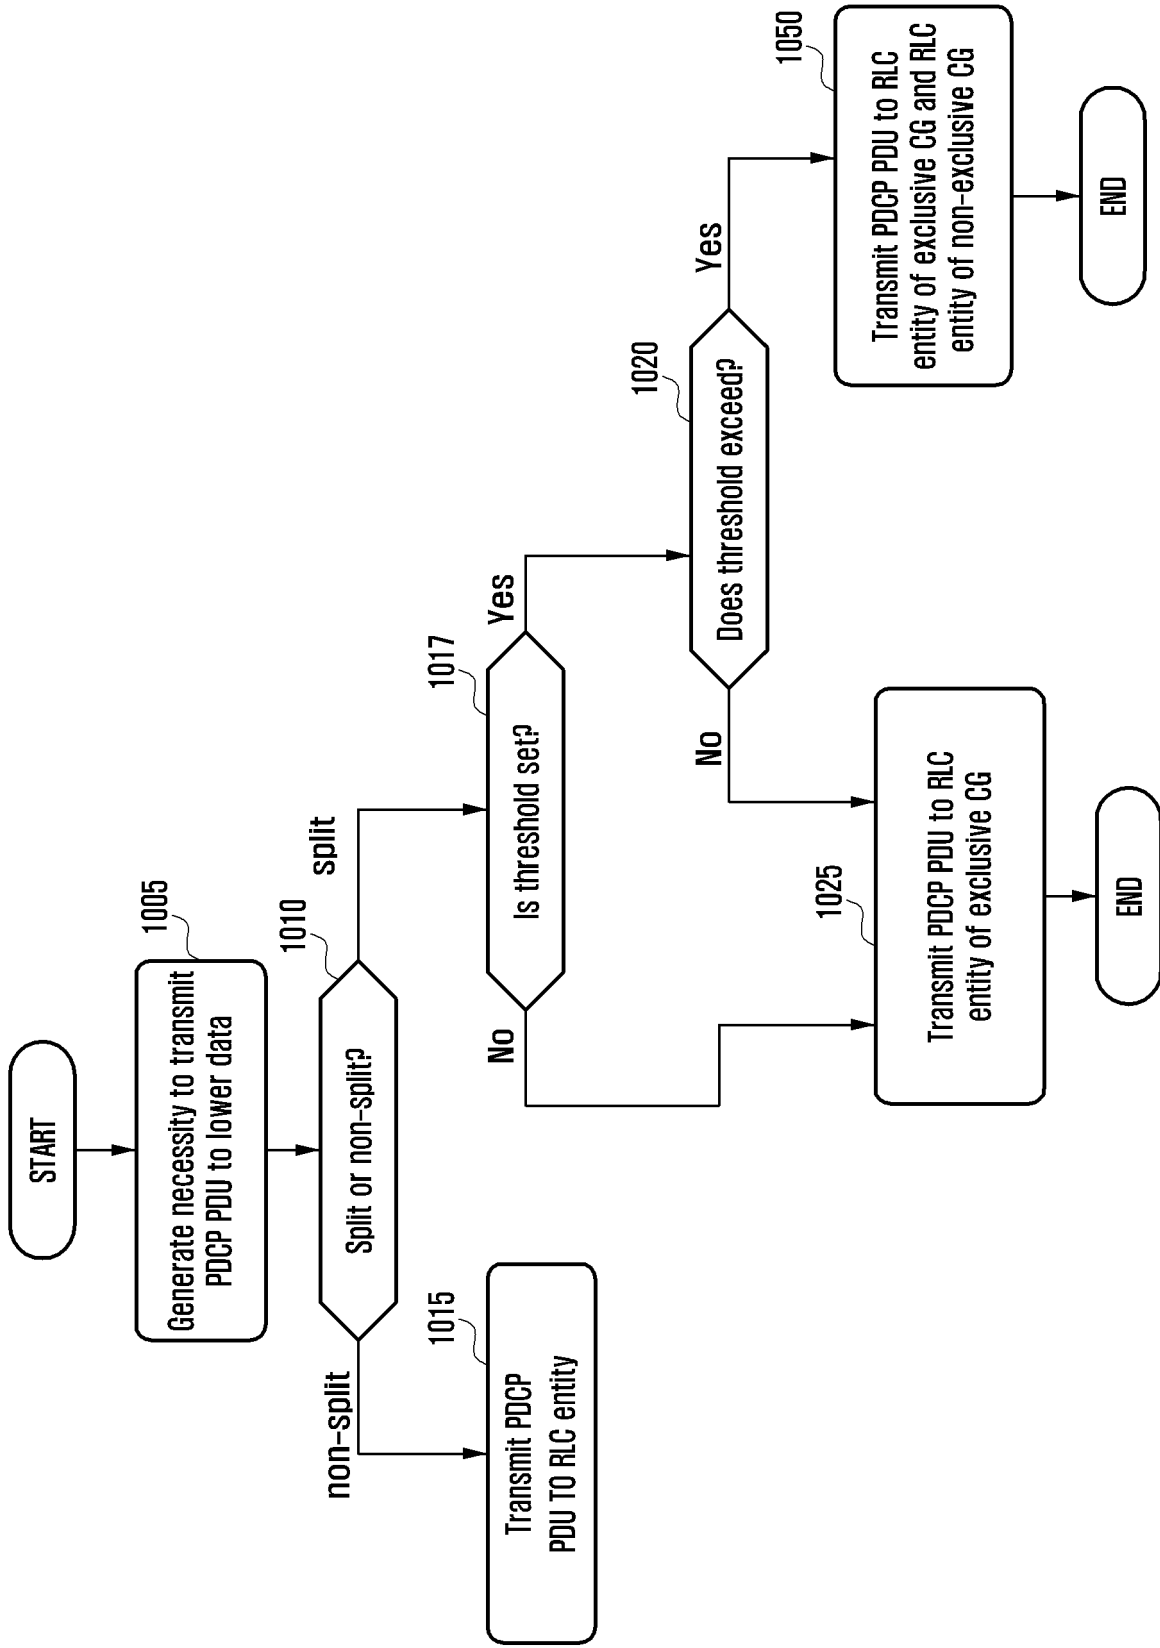 START
1005
Generate necessity to transmit
PDCP PDU to lower data
1010
Split or non-split?
non-split
split
1015
Transmit PDCP
PDU TO RLC entity
1017
Is threshold set?
No
Yes
1020
Does threshold exceed?
No
Yes
1025
Transmit PDCP PDU to RLC
entity of exclusive CG
END
1050
Transmit PDCP PDU to RLC
entity of exclusive CG and RLC
entity of non-exclusive CG
END